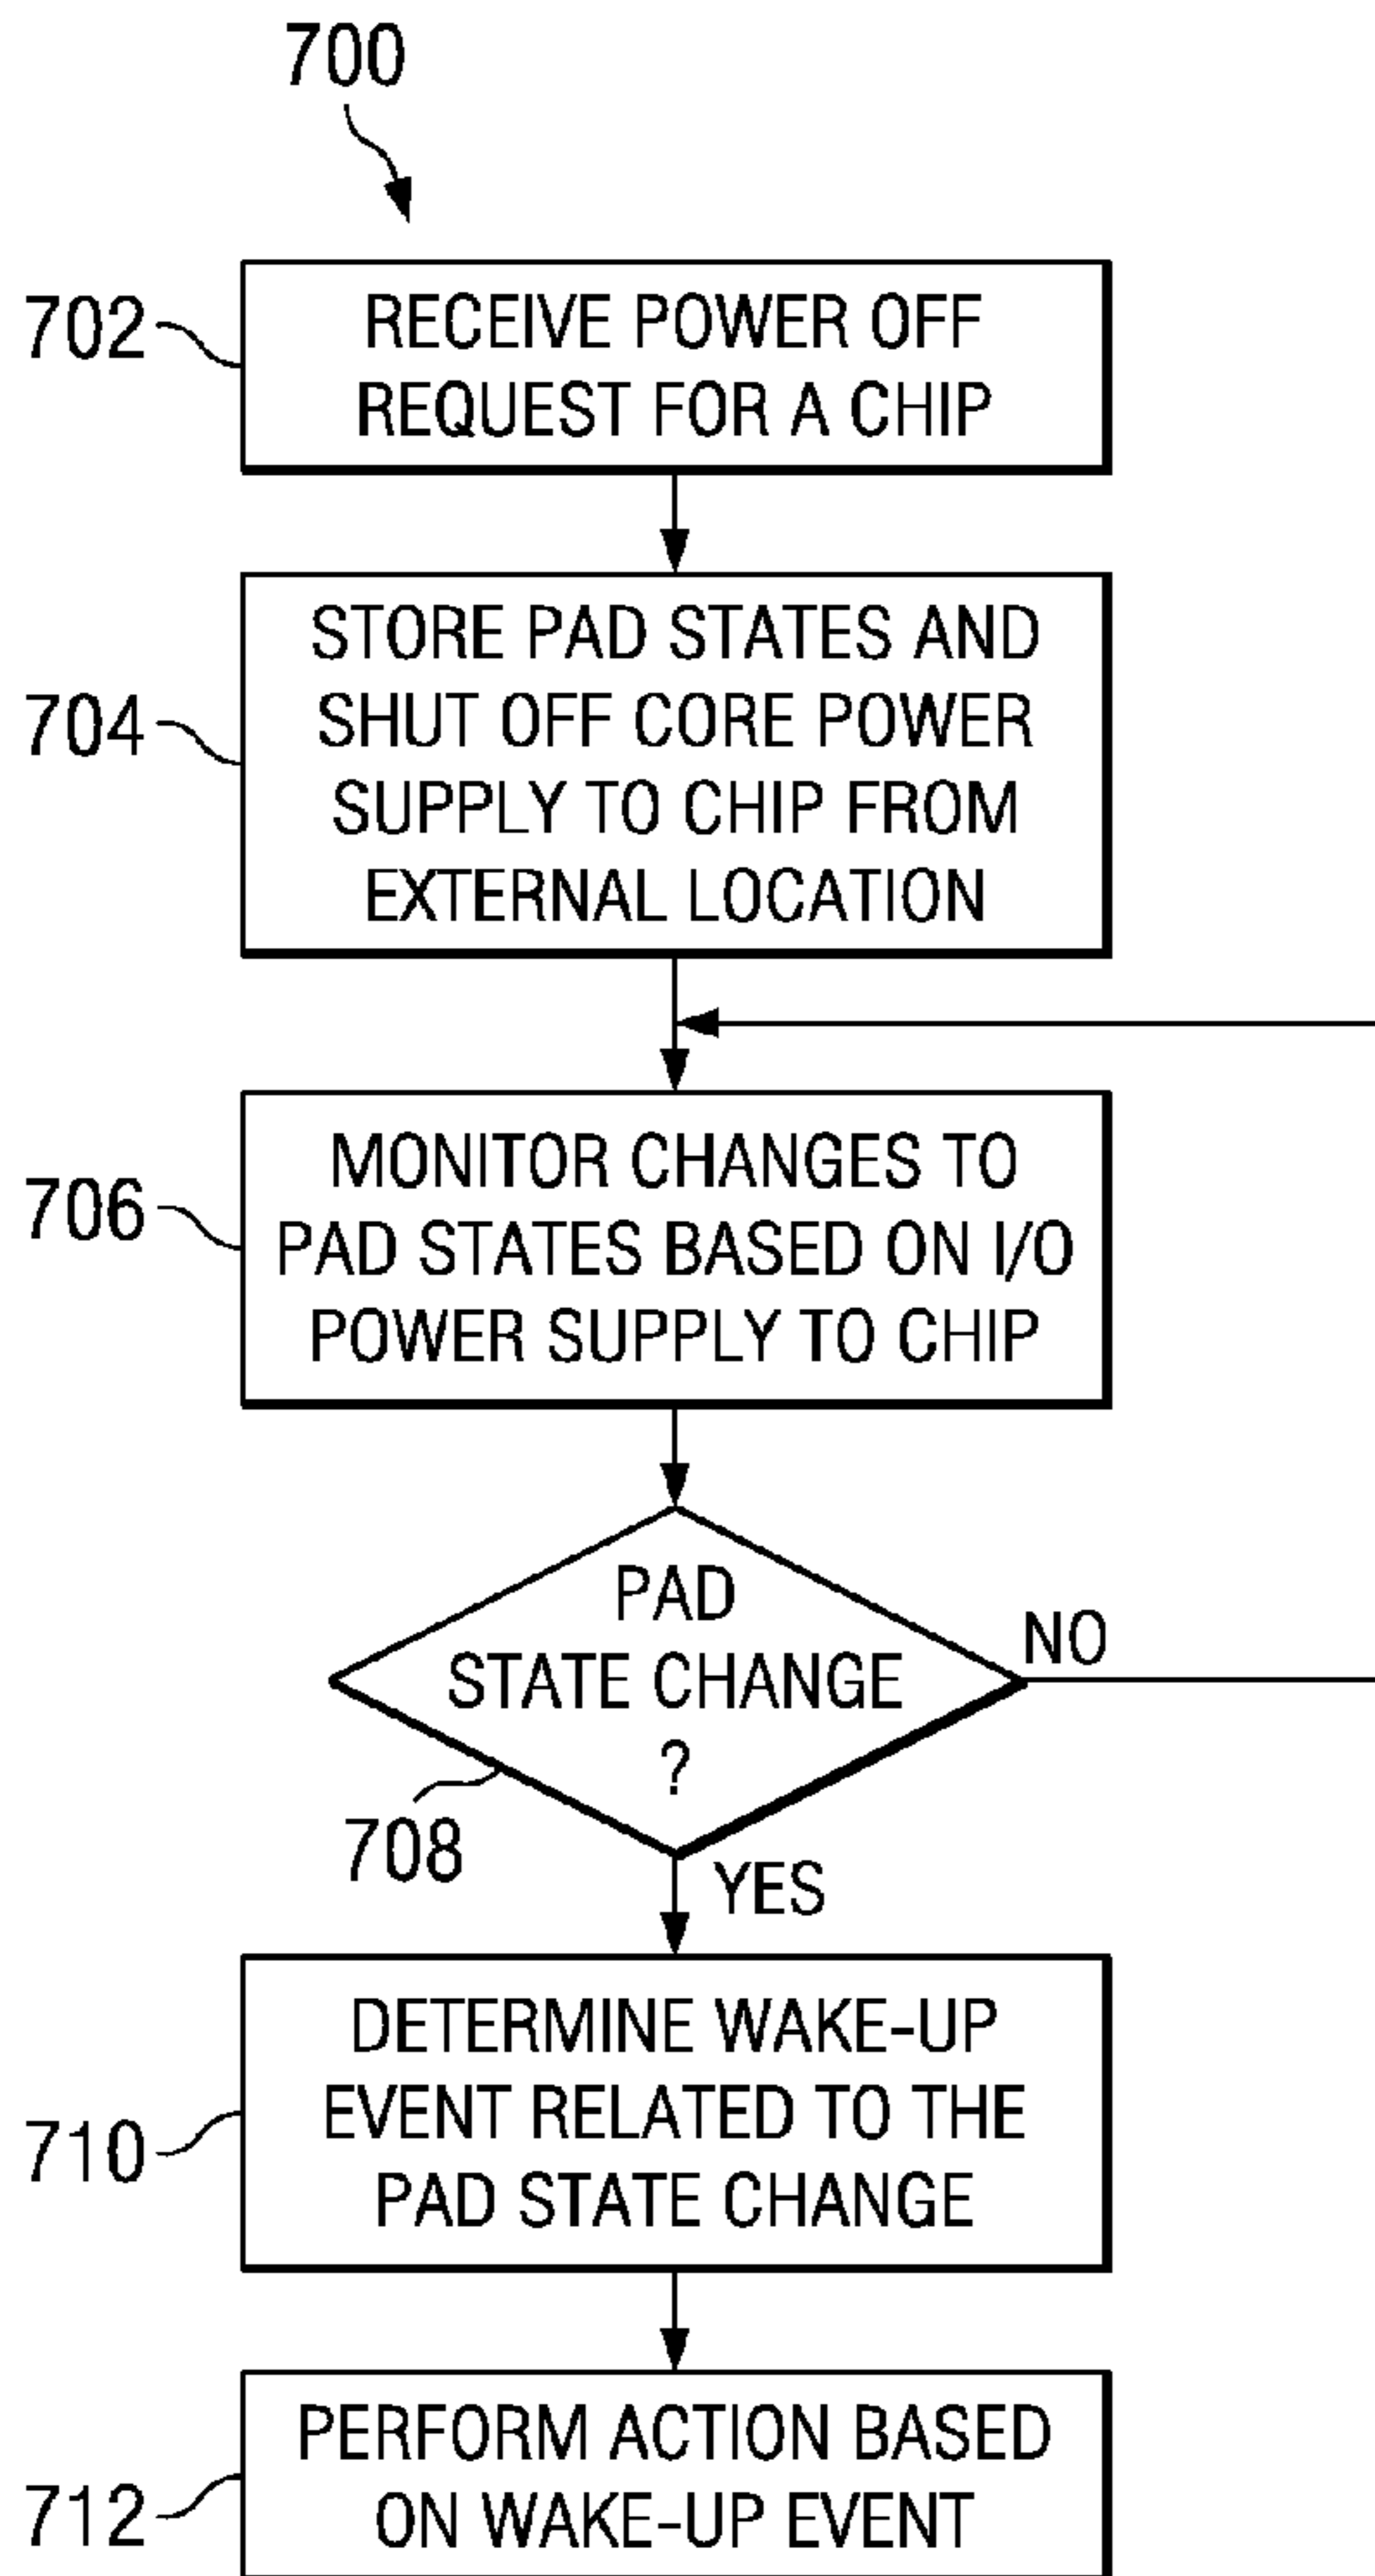 700
702
RECEIVE POWER OFF
REQUEST FOR A CHIP
704
STORE PAD STATES AND
SHUT OFF CORE POWER
SUPPLY TO CHIP FROM
EXTERNAL LOCATION
706
MONITOR CHANGES TO
PAD STATES BASED ON I/O
POWER SUPPLY TO CHIP
PAD
STATE CHANGE
?
NO
708
YES
710
DETERMINE WAKE-UP
EVENT RELATED TO THE
PAD STATE CHANGE
712
PERFORM ACTION BASED
ON WAKE-UP EVENT